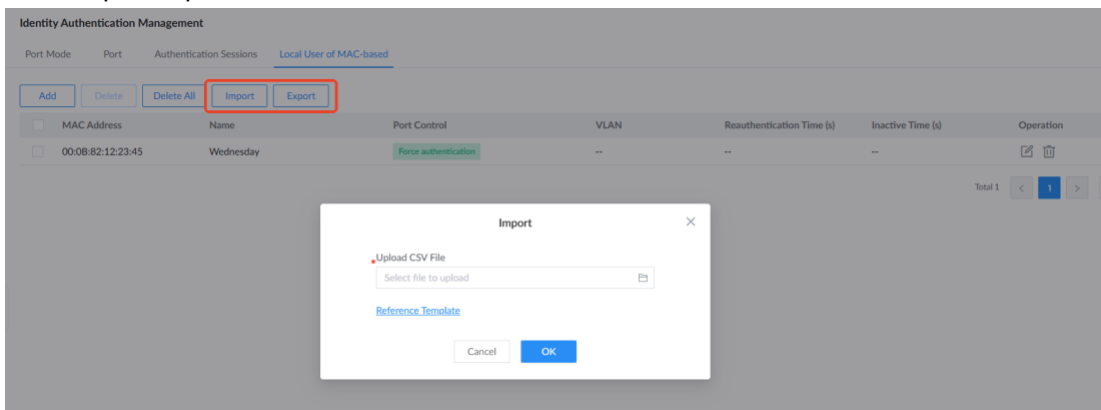 Identity Authentication Management
Port Mode Port Authentication Sessions Local User of MAC-based
Add Delete Delete All Import Export
MAC Address Name Port Control VLAN Reauthentication Time (s) Inactive Time (s) Operation
00:0B:82:12:23:45 Wednesday Force authentication -- -- --
Total 1 < 1 >
Import
*Upload CSV File
Select file to upload
Reference Template
Cancel OK